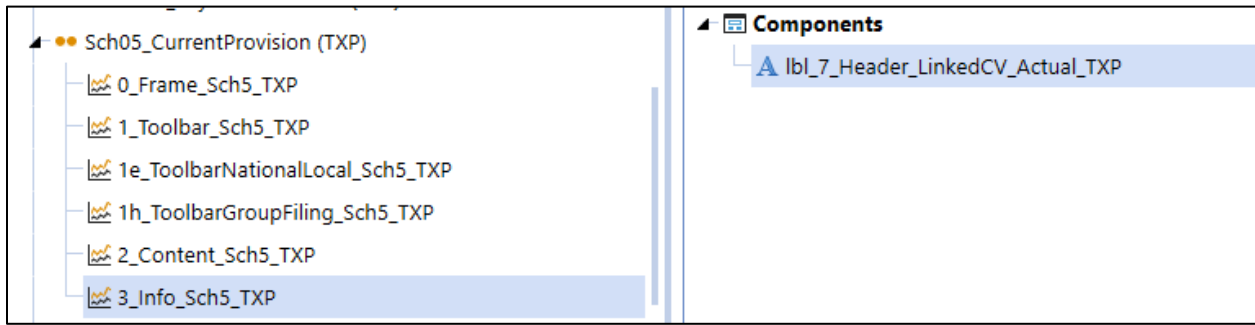 Sch05_CurrentProvision (TXP)
0_Frame_Sch5_TXP
1_Toolbar_Sch5_TXP
1e_ToolbarNationalLocal_Sch5_TXP
1h_ToolbarGroupFiling_Sch5_TXP
2_Content_Sch5_TXP
3_Info_Sch5_TXP
Components
lbl_7_Header_LinkedCV_Actual_TXP